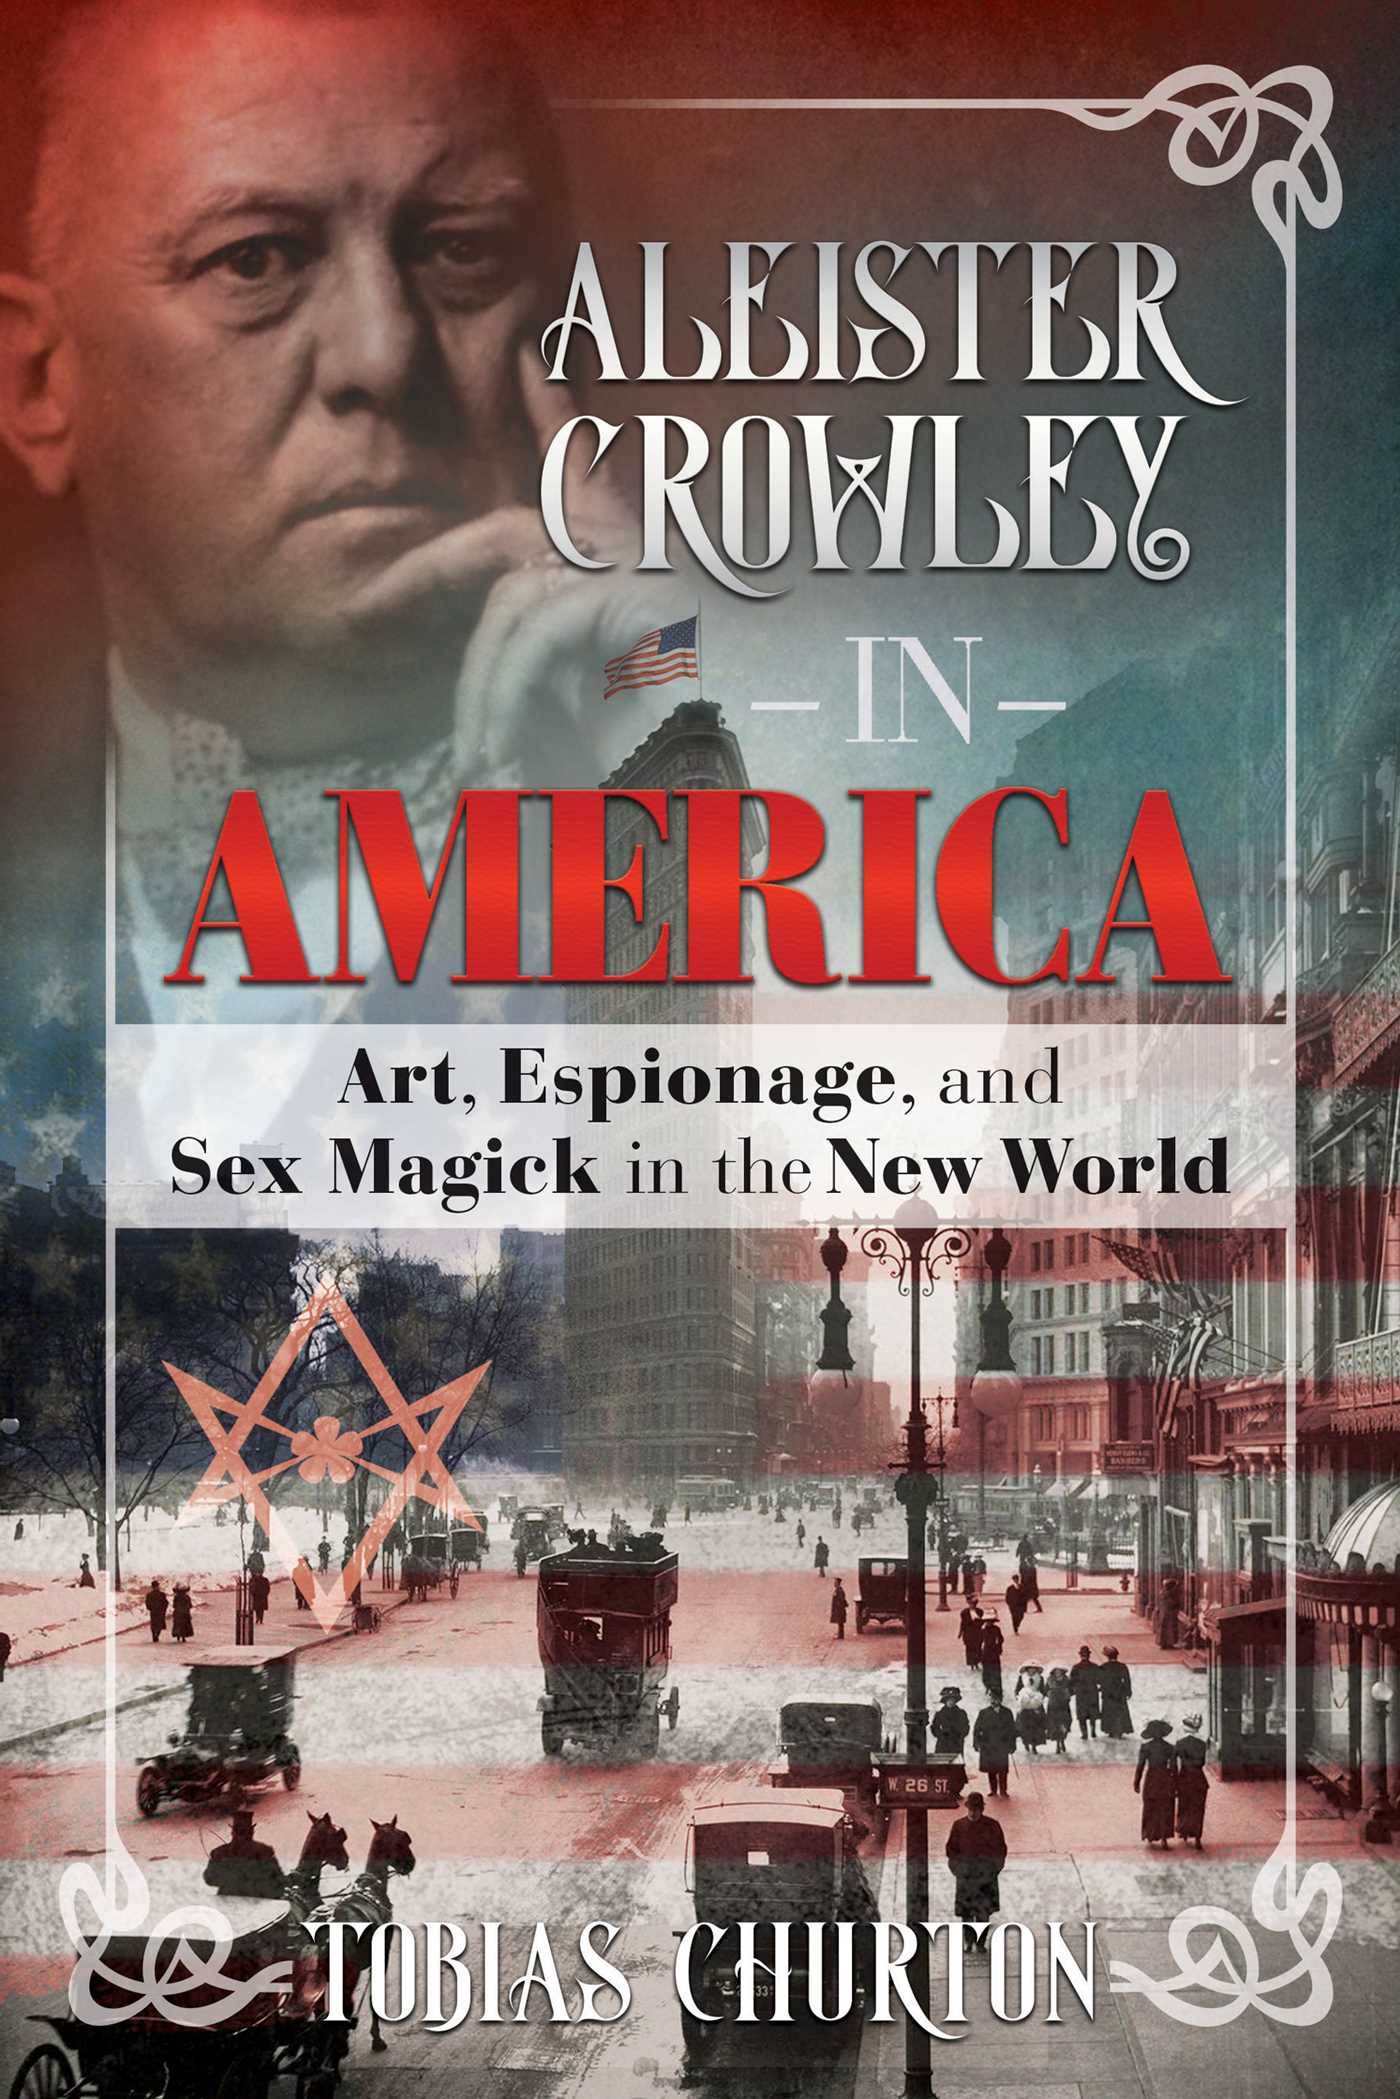 ALEISTER
CROWLEY
– IN –
AMERICA
Art, Espionage, and
Sex Magick in the New World
W. 26 ST.
TOBIAS CHURTON